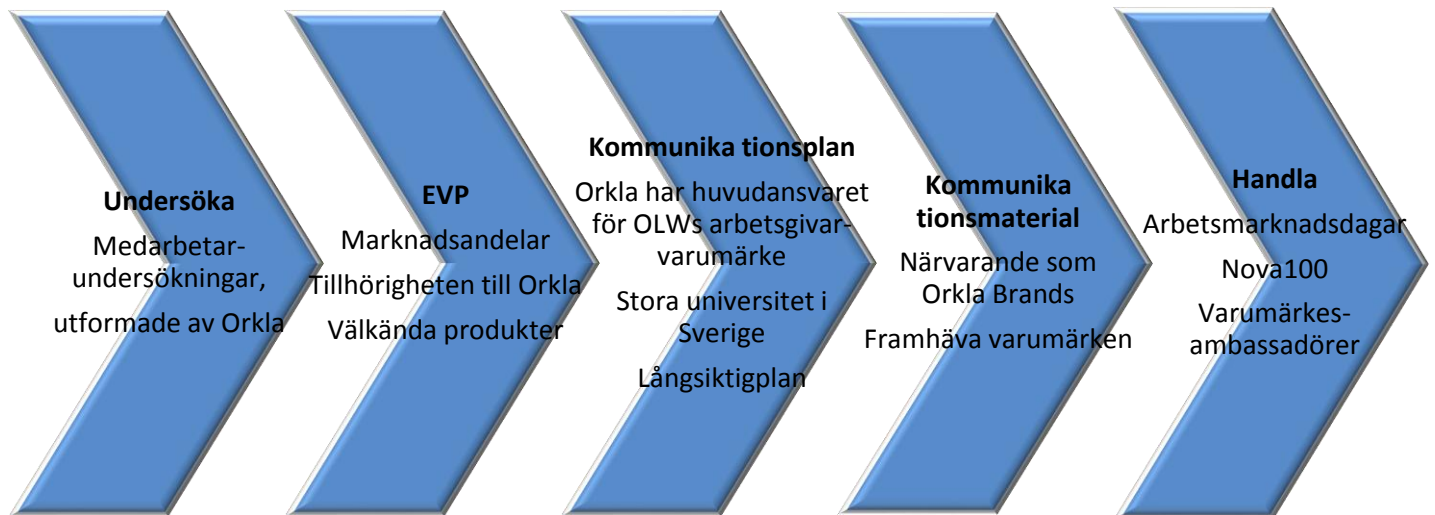 Undersöka
Medarbetar-
undersökningar,
utformade av Orkla
EVP
Marknadsandelar
Tillhörigheten till Orkla
Välkända produkter
Kommunika tionsplan
Orkla har huvudansvaret
för OLWs arbetsgivar-
varumärke
Stora universitet i
Sverige
Långsiktigplan
Kommunika
tionsmaterial
Närvarande som
Orkla Brands
Framhäva varumärken
Handla
Arbetsmarknadsdagar
Nova100
Varumärkes-
ambassadörer